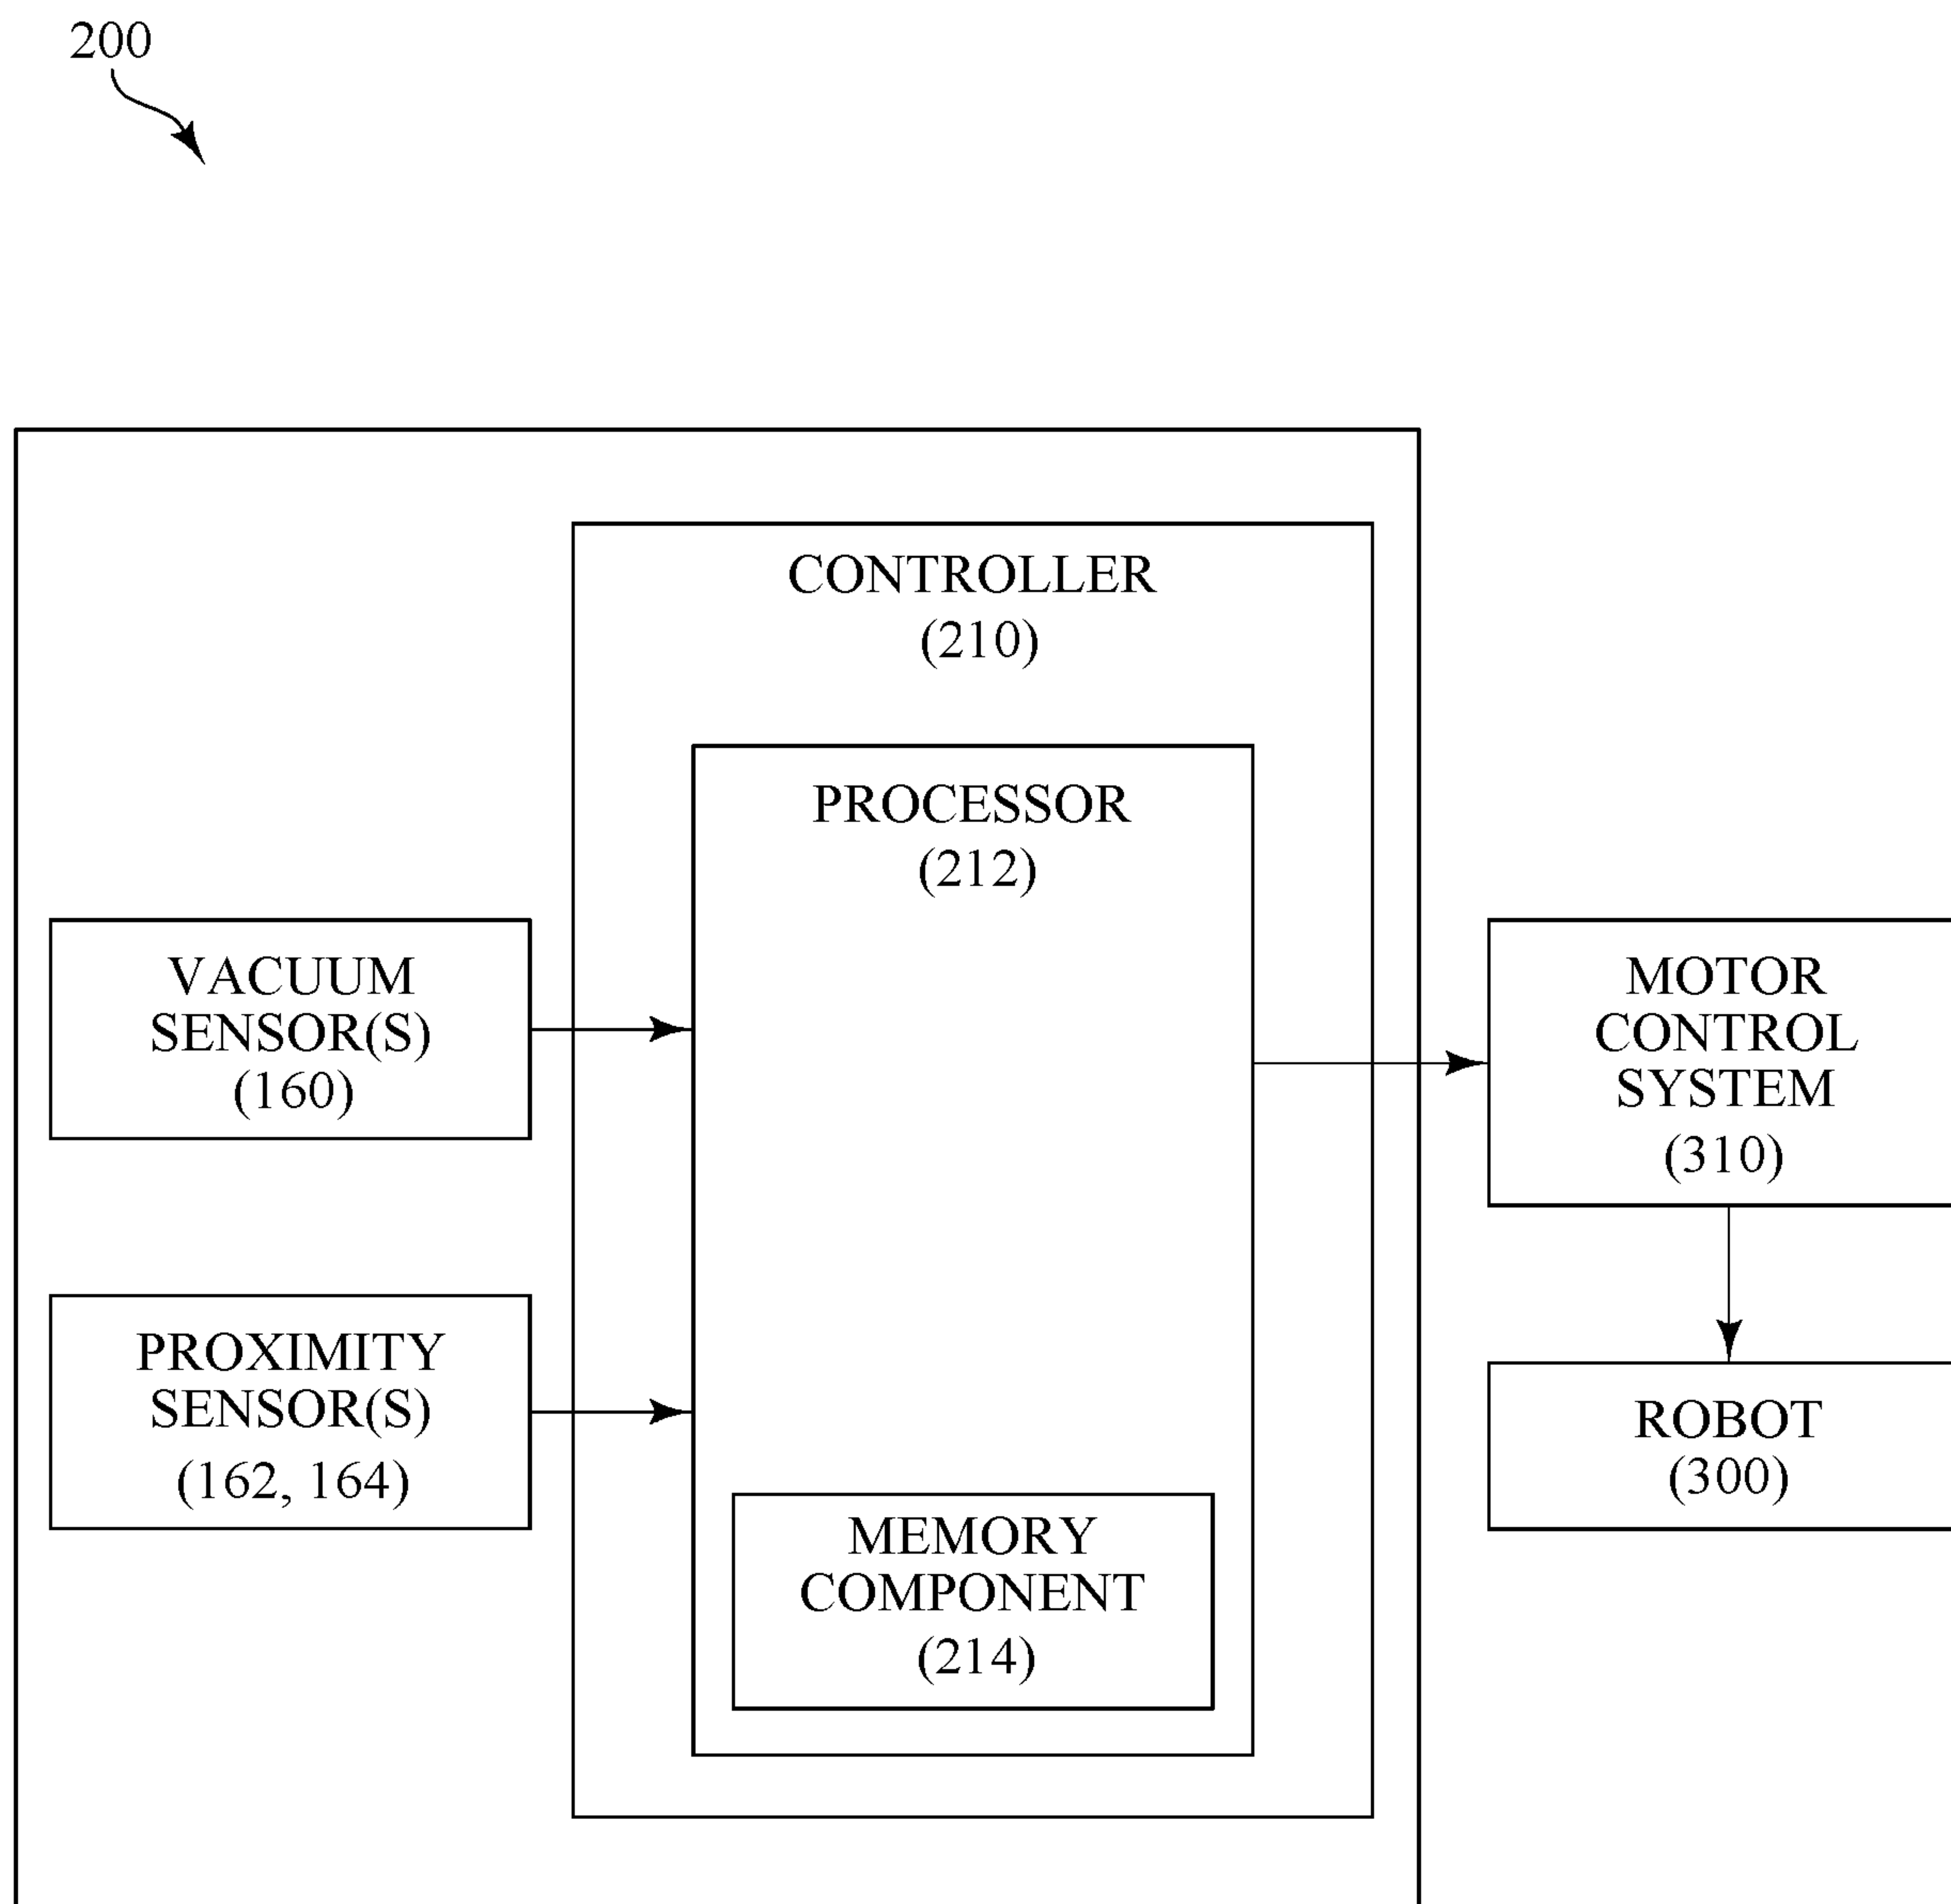 200
CONTROLLER
(210)
PROCESSOR
(212)
VACUUM
SENSOR(S)
(160)
MOTOR
CONTROL
SYSTEM
(310)
PROXIMITY
SENSOR(S)
(162, 164)
ROBOT
(300)
MEMORY
COMPONENT
(214)